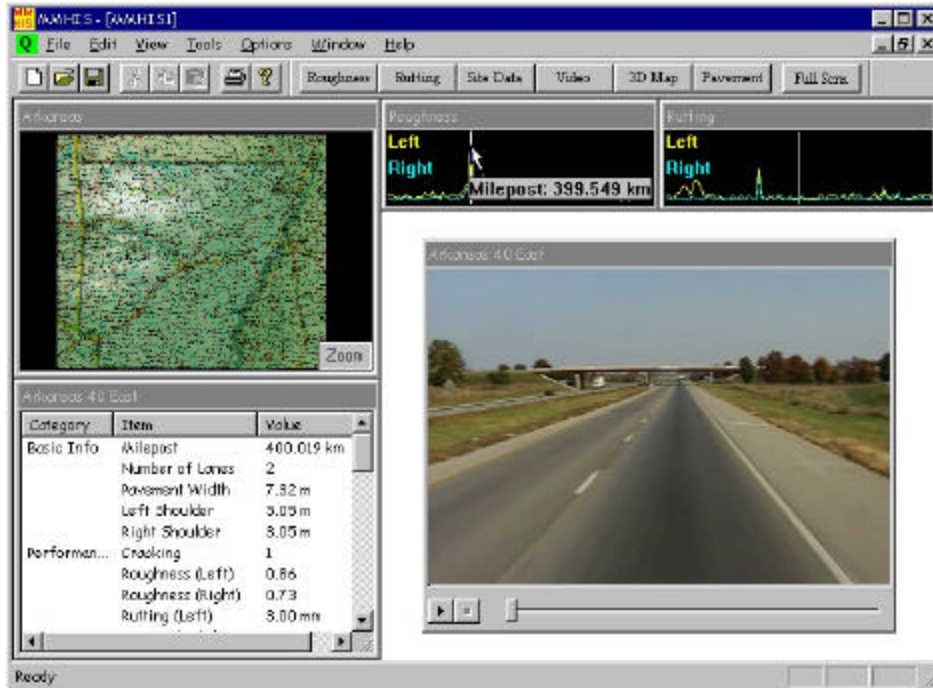 MMHIS - [MMHIS1]
File Edit View Tools Options Window Help
Roughness Rutting Site Data Video 3D Map Pavement Full Scrn
Arkansas
Roughness
Rutting
Left
Right
Milepost: 399.549 km
Left
Right
Zoom
Arkansas 40 East
Arkansas 40 East
Category Item Value
Basic Info Milepost 400.019 km
Number of Lanes 2
Pavement Width 7.32 m
Left Shoulder 3.05 m
Right Shoulder 3.05 m
Performan... Cracking 1
Roughness (Left) 0.86
Roughness (Right) 0.73
Rutting (Left) 3.00 mm
Ready